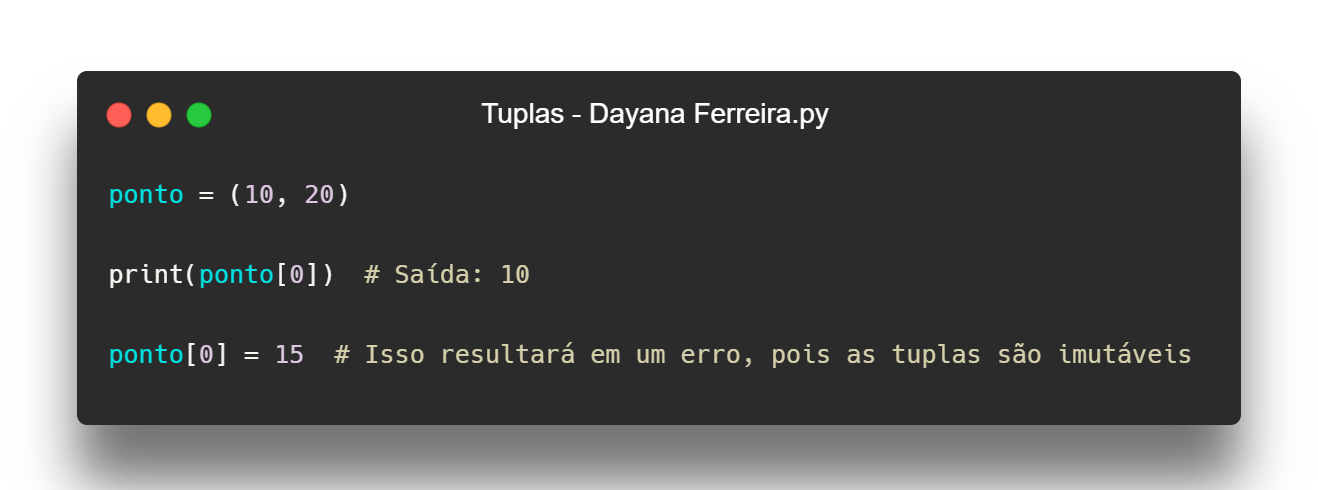 Tuplas - Dayana Ferreira.py
ponto = (10, 20)
print(ponto[0])  # Saída: 10
ponto[0] = 15  # Isso resultará em um erro, pois as tuplas são imutáveis